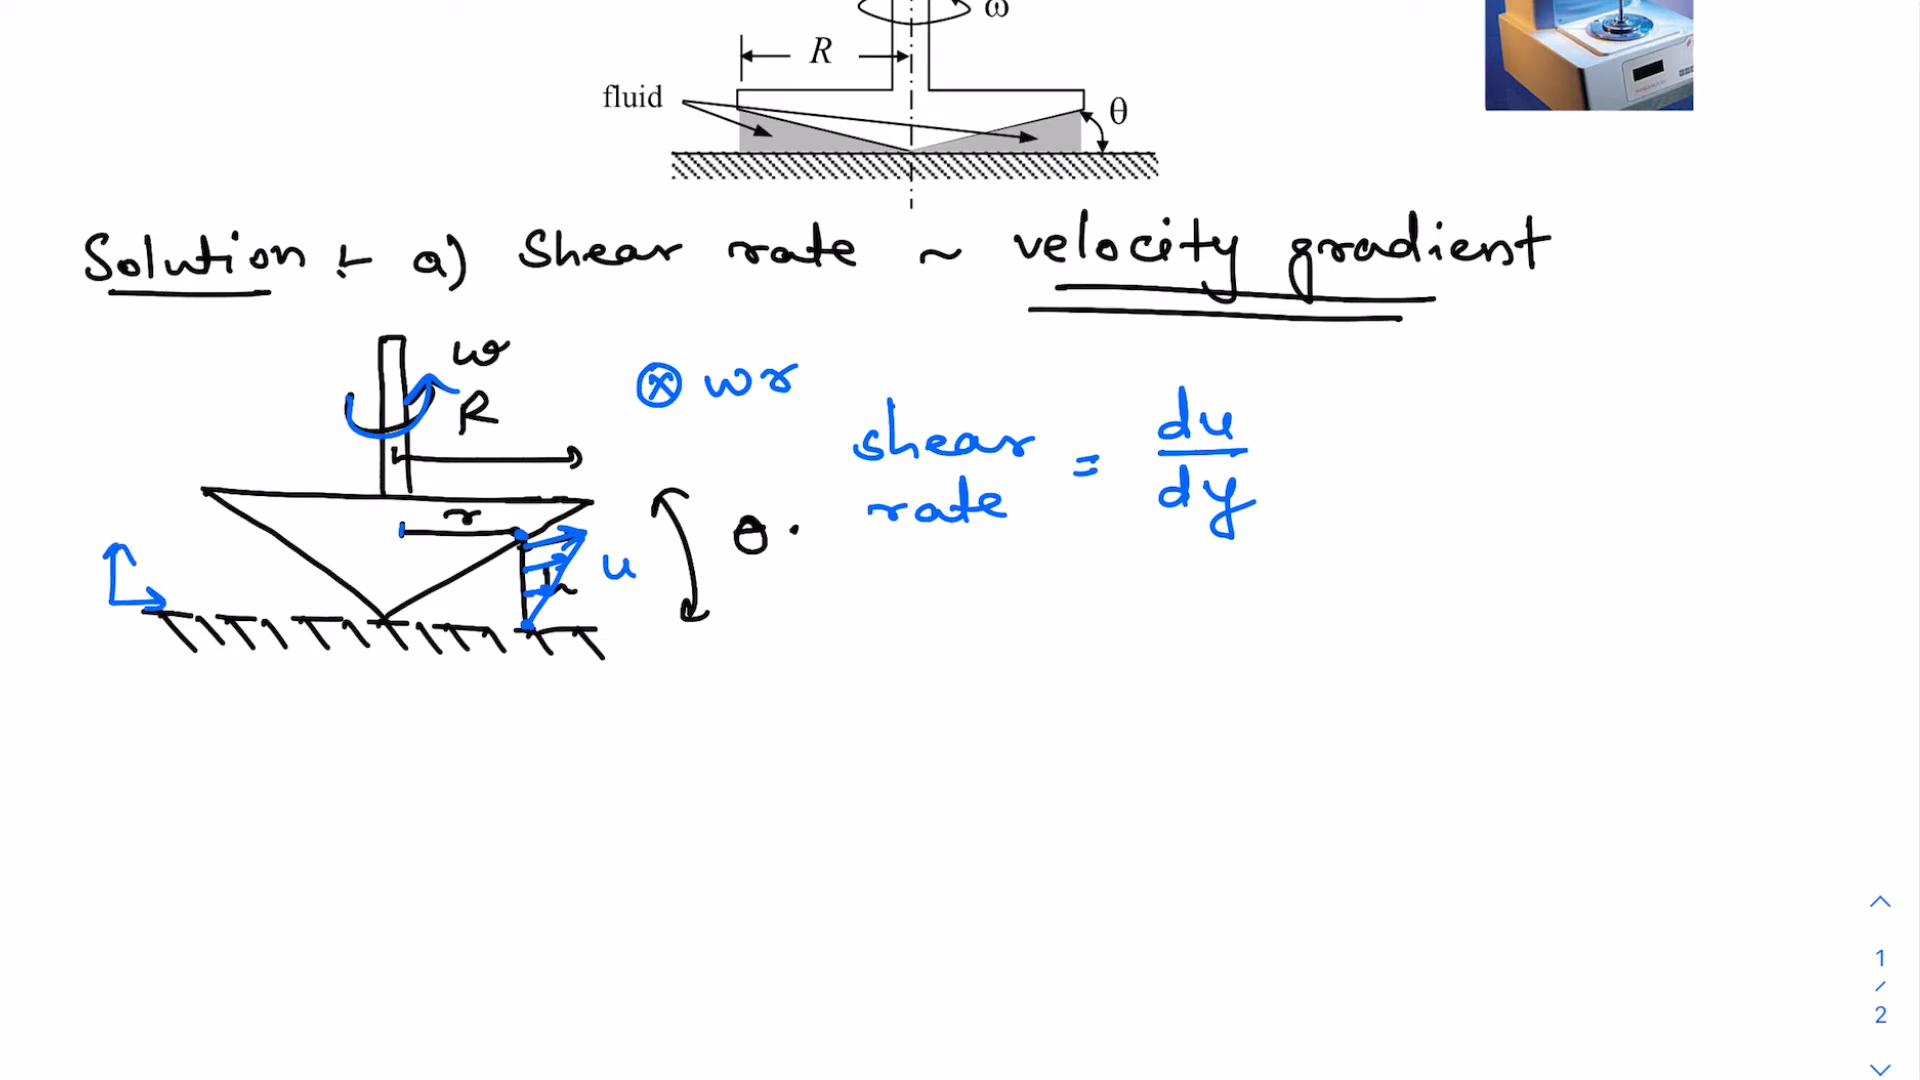 ω
R
fluid
θ
Solution :- a) Shear rate ~ velocity gradient
ω
R
⊗ ωr
shear rate = du/dy
r
θ.
h
u
1
/
2